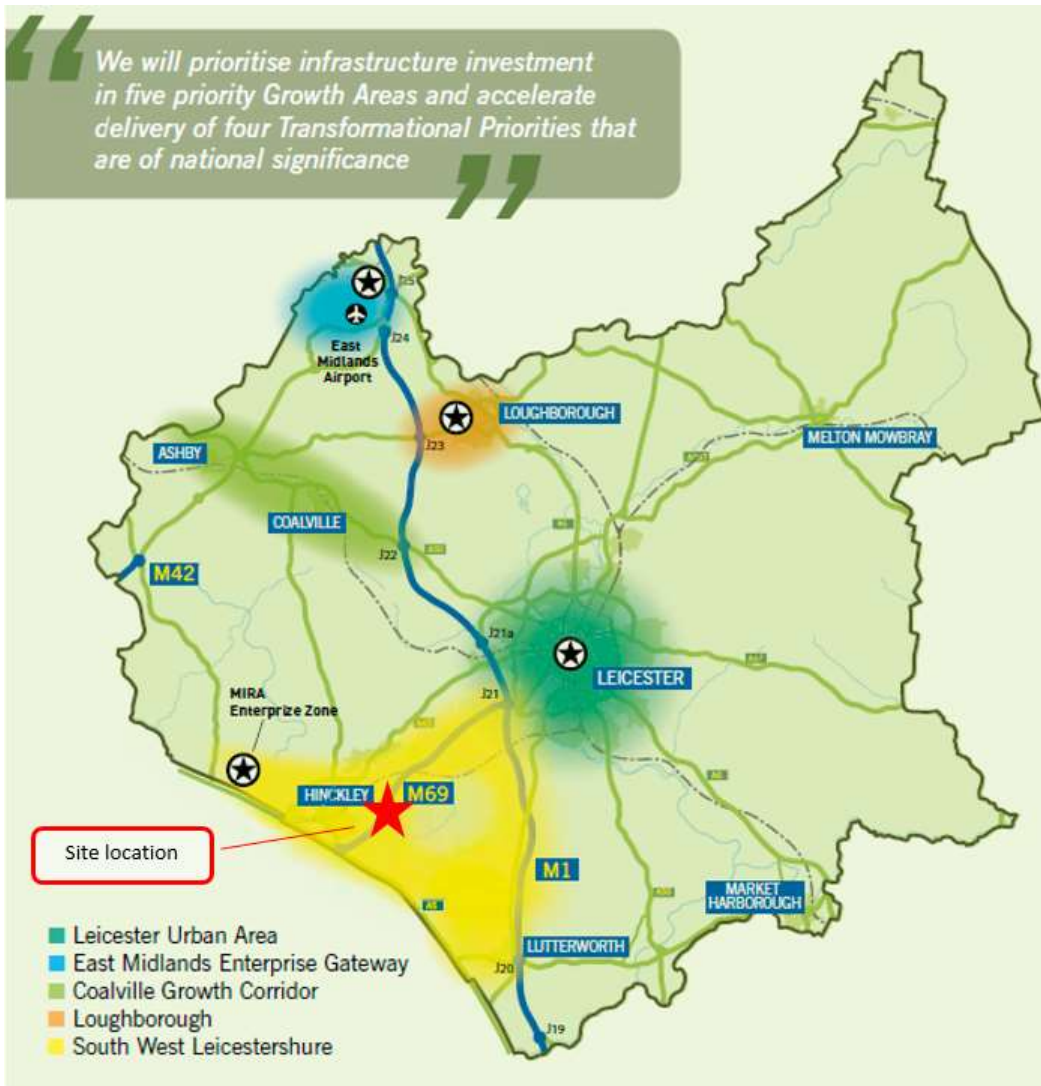 We will prioritise infrastructure investment
in five priority Growth Areas and accelerate
delivery of four Transformational Priorities that
are of national significance
J24
East
Midlands
Airport
LOUGHBOROUGH
MELTON MOWBRAY
J23
ASHBY
COALVILLE
J22
M42
J21a
LEICESTER
J21
MIRA
Enterprize Zone
HINCKLEY
M69
Site location
M1
MARKET
HARBOROUGH
A5
LUTTERWORTH
J20
J19
Leicester Urban Area
East Midlands Enterprise Gateway
Coalville Growth Corridor
Loughborough
South West Leicestershure